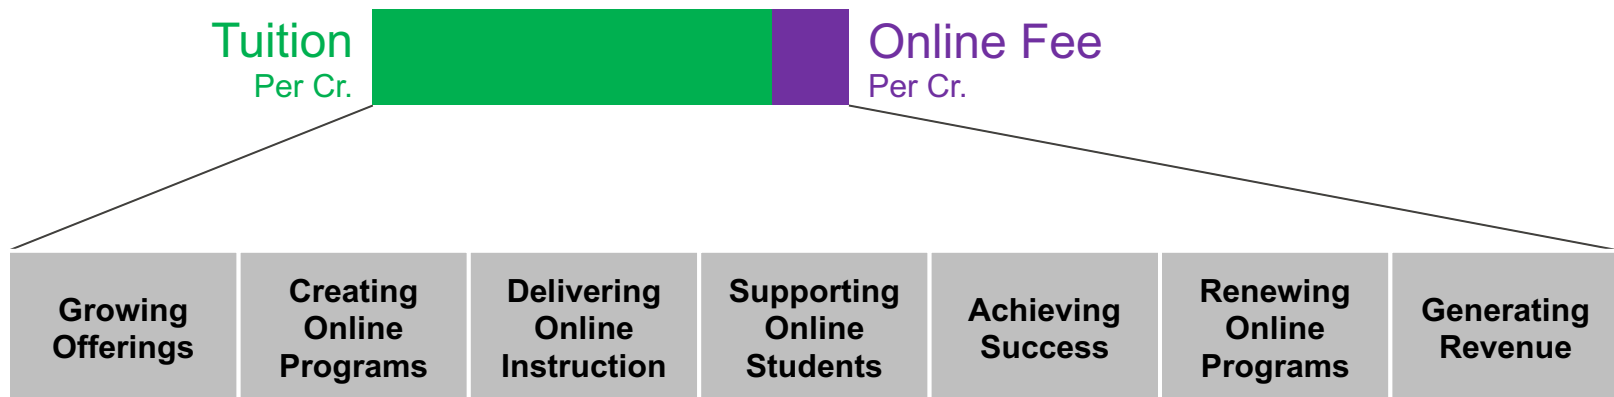 Tuition
Per Cr.
Online Fee
Per Cr.
Growing
Offerings
Creating
Online
Programs
Delivering
Online
Instruction
Supporting
Online
Students
Achieving
Success
Renewing
Online
Programs
Generating
Revenue